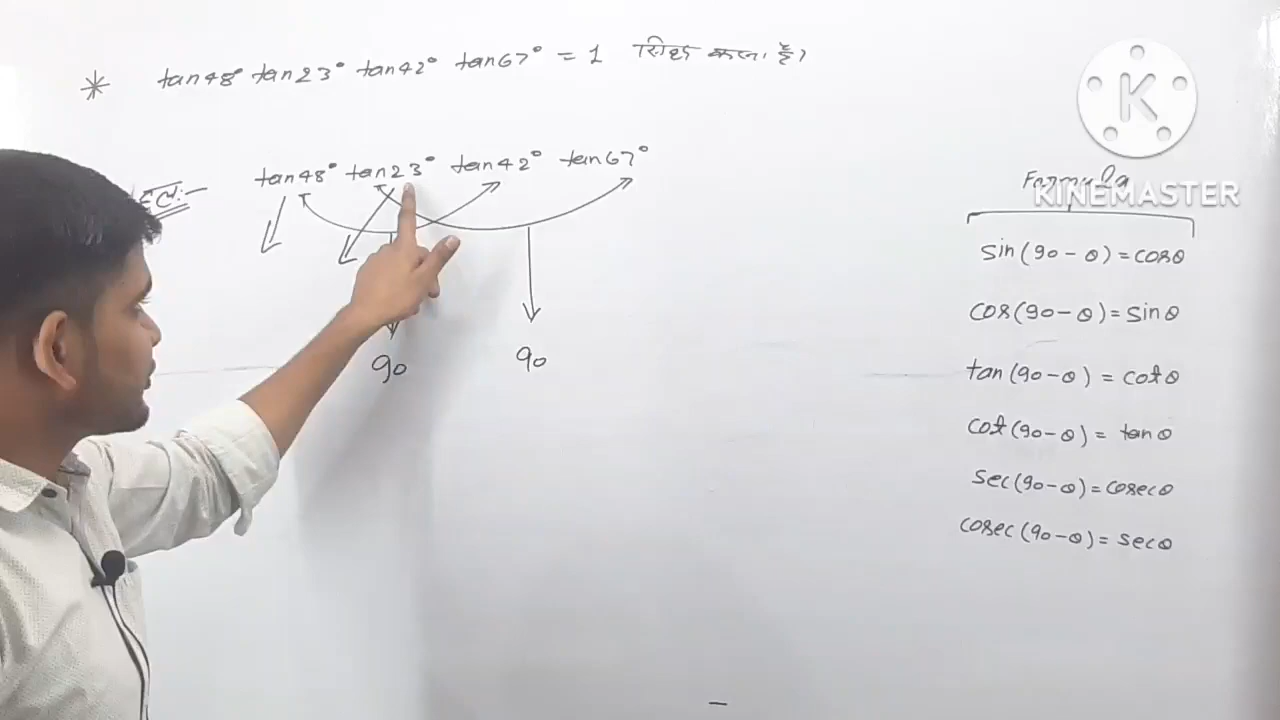 * tan48° tan23° tan42° tan67° = 1 सिद्ध करना है।
हल:-
tan48° tan23° tan42° tan67°
90 90
K
Formula
KINEMASTER
sin(90-θ)=cosθ
cos(90-θ)=sinθ
tan(90-θ) = cotθ
cot(90-θ) = tanθ
sec(90-θ)=cosecθ
cosec(90-θ)=secθ